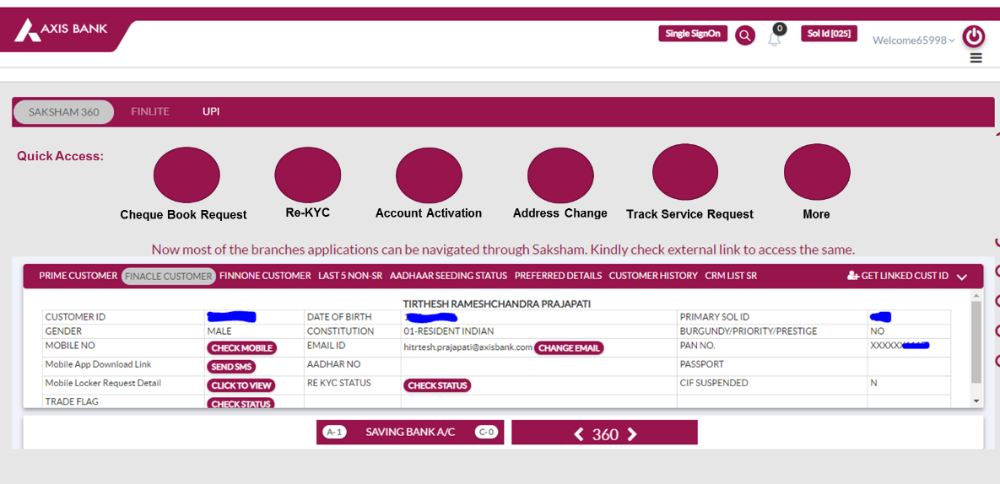 AXIS BANK
Single SignOn
0
Sol Id [025]
Welcome65998
SAKSHAM 360 FINLITE UPI
Quick Access:
Cheque Book Request Re-KYC Account Activation Address Change Track Service Request More
Now most of the branches applications can be navigated through Saksham. Kindly check external link to access the same.
PRIME CUSTOMER FINACLE CUSTOMER FINNONE CUSTOMER LAST 5 NON-SR AADHAAR SEEDING STATUS PREFERRED DETAILS CUSTOMER HISTORY CRM LIST SR GET LINKED CUST ID
TIRTHESH RAMESHCHANDRA PRAJAPATI
CUSTOMER ID DATE OF BIRTH PRIMARY SOL ID
GENDER MALE CONSTITUTION 01-RESIDENT INDIAN BURGUNDY/PRIORITY/PRESTIGE NO
MOBILE NO CHECK MOBILE EMAIL ID hitrtesh.prajapati@axisbank.com CHANGE EMAIL PAN NO. XXXXXX
Mobile App Download Link SEND SMS AADHAR NO PASSPORT
Mobile Locker Request Detail CLICK TO VIEW RE KYC STATUS CHECK STATUS CIF SUSPENDED N
TRADE FLAG CHECK STATUS
A- 1 SAVING BANK A/C C- 0 360